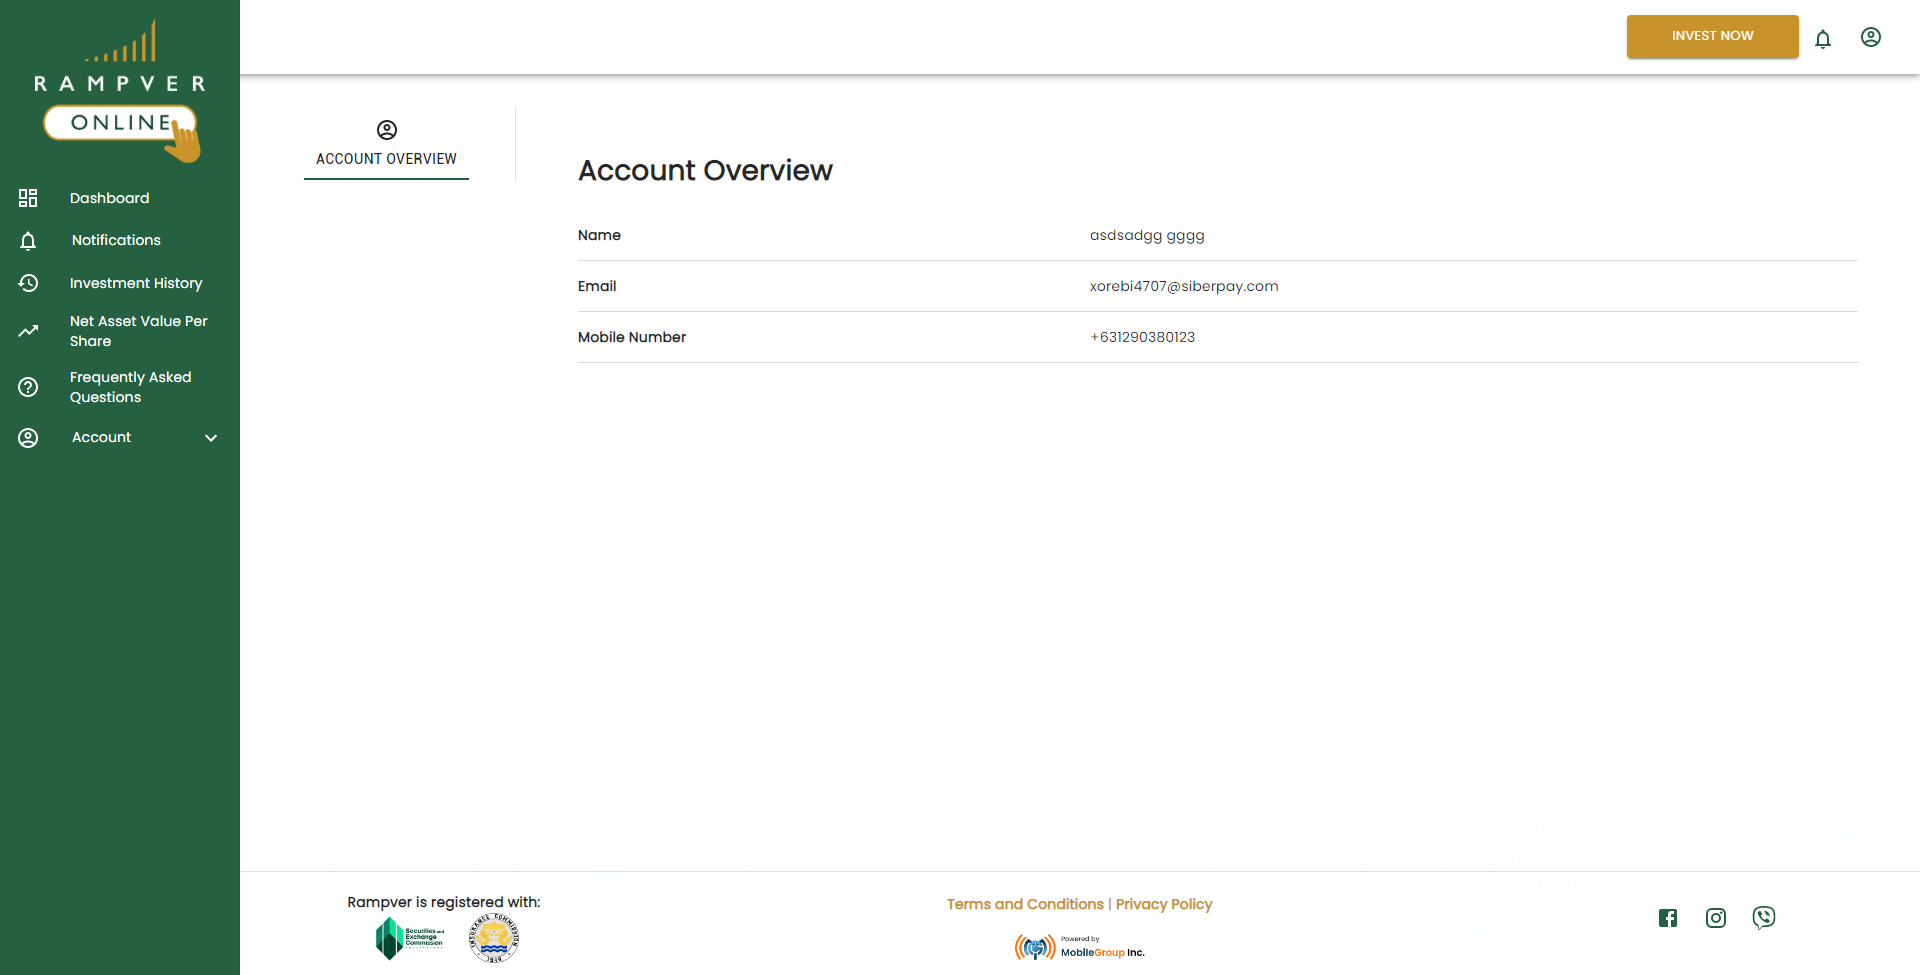 RAMPVER
ONLINE
Dashboard
Notifications
Investment History
Net Asset Value Per
Share
Frequently Asked
Questions
Account
INVEST NOW
ACCOUNT OVERVIEW
Account Overview
Name asdsadgg gggg
Email xorebi4707@siberpay.com
Mobile Number +631290380123
Rampver is registered with:
Securities and
Exchange
Commission
PHILIPPINES
INSURANCE COMMISSION
1949
Terms and Conditions | Privacy Policy
Powered by
MobileGroup Inc.